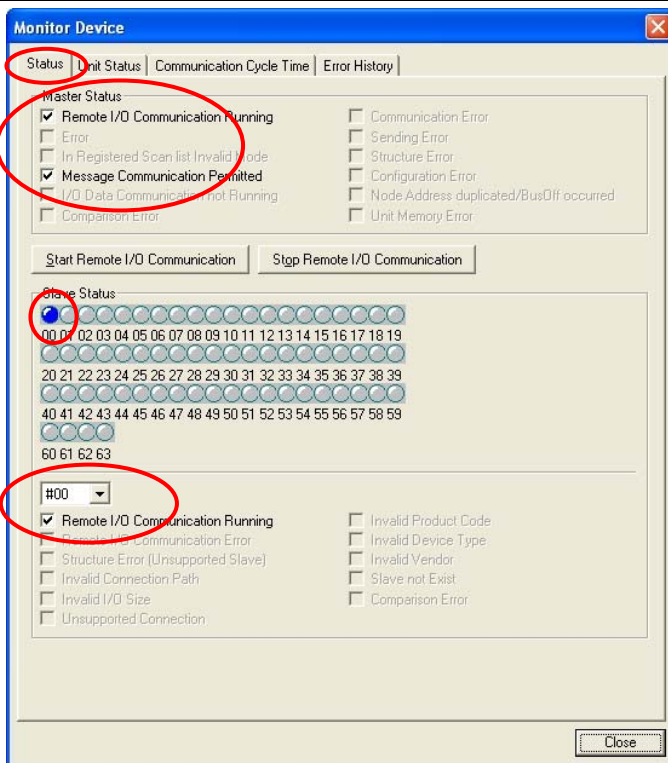 Monitor Device
Status Unit Status Communication Cycle Time Error History
Master Status
Remote I/O Communication Running Communication Error
Error Sending Error
In Registered Scan list Invalid Mode Structure Error
Message Communication Permitted Configuration Error
I/O Data Communication not Running Node Address duplicated/BusOff occurred
Comparison Error Unit Memory Error
Start Remote I/O Communication Stop Remote I/O Communication
Slave Status
00 01 02 03 04 05 06 07 08 09 10 11 12 13 14 15 16 17 18 19
20 21 22 23 24 25 26 27 28 29 30 31 32 33 34 35 36 37 38 39
40 41 42 43 44 45 46 47 48 49 50 51 52 53 54 55 56 57 58 59
60 61 62 63
#00
Remote I/O Communication Running Invalid Product Code
Remote I/O Communication Error Invalid Device Type
Structure Error (Unsupported Slave) Invalid Vendor
Invalid Connection Path Slave not Exist
Invalid I/O Size Comparison Error
Unsupported Connection
Close